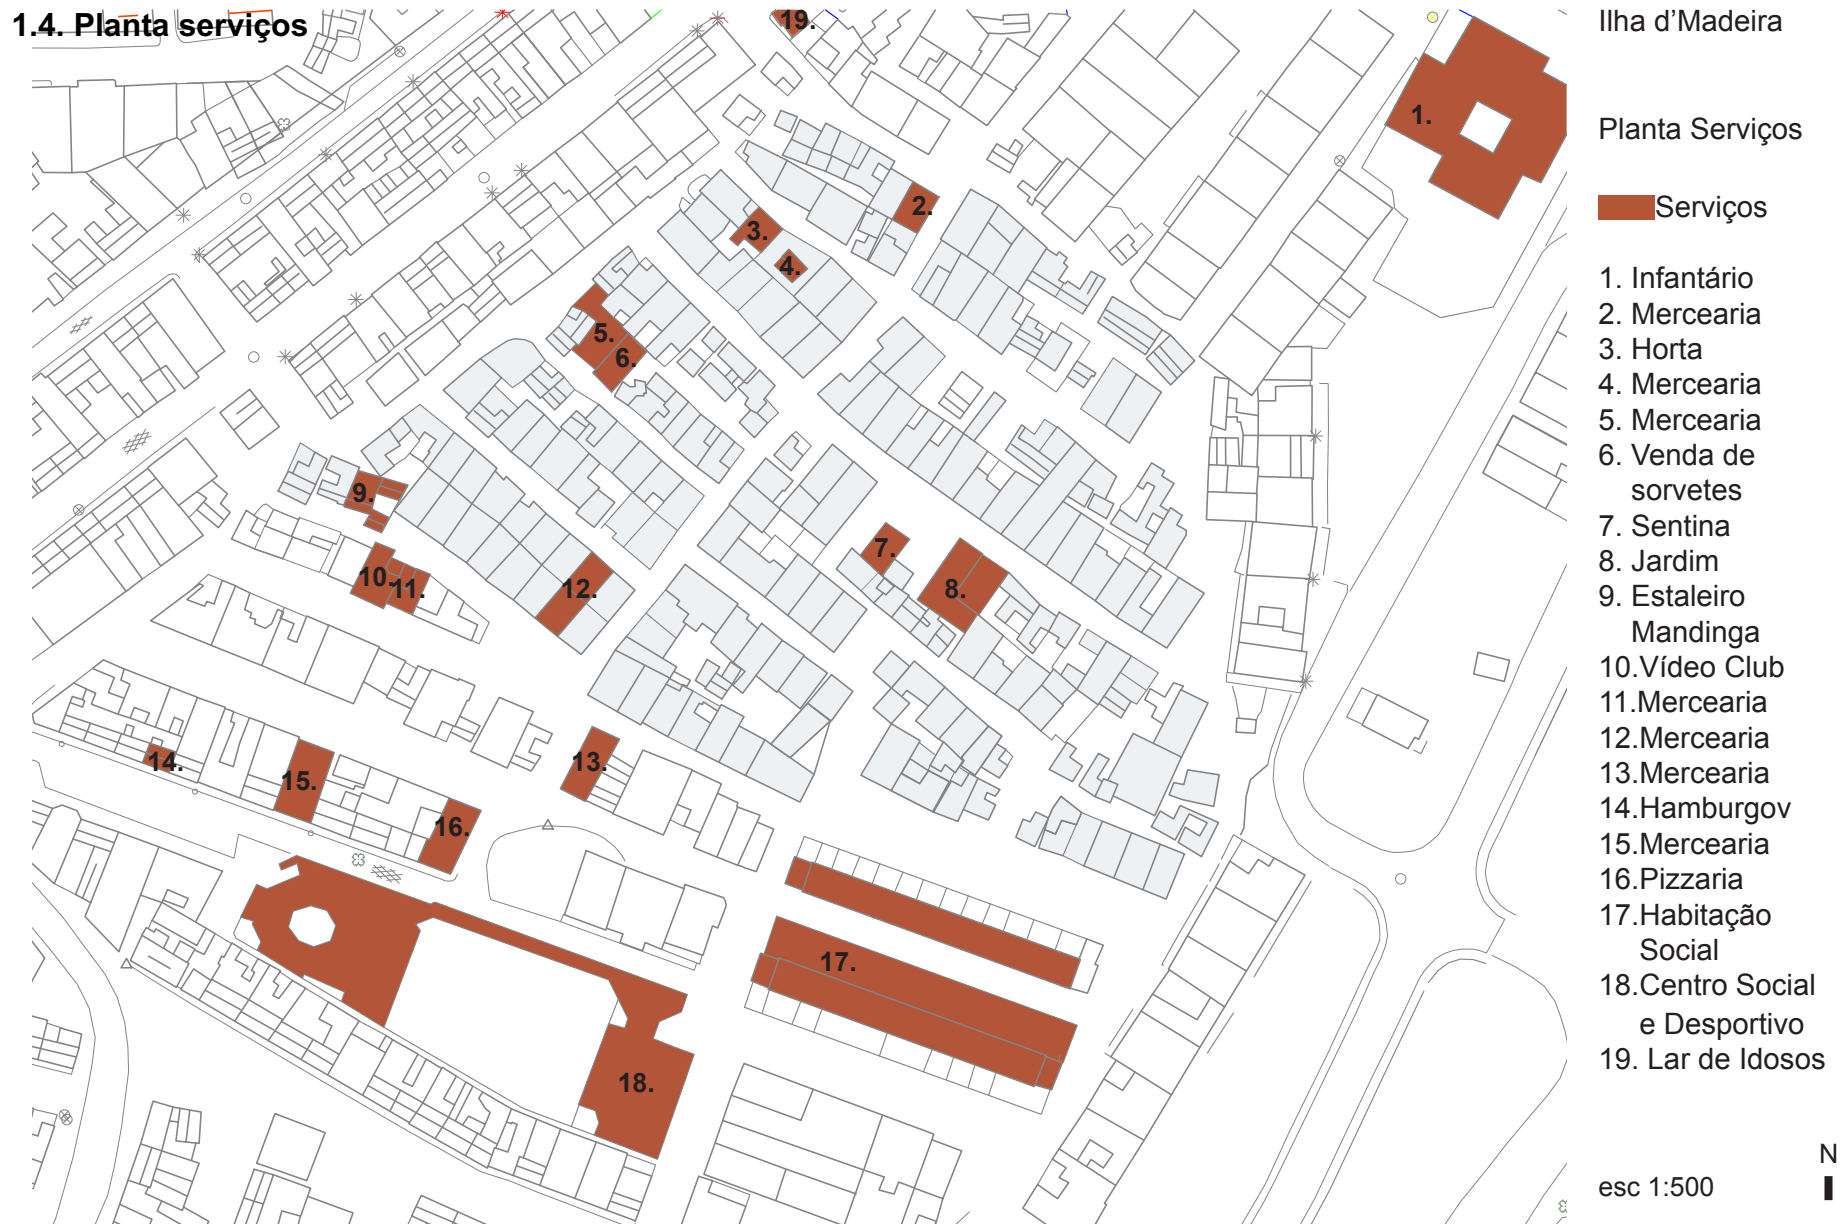 1.4. Planta serviços
19.
1.
2.
3.
4.
5.
6.
7.
8.
9.
10.
11.
12.
13.
14.
15.
16.
17.
18.
Ilha d’Madeira
Planta Serviços
Serviços
1. Infantário
2. Mercearia
3. Horta
4. Mercearia
5. Mercearia
6. Venda de
sorvetes
7. Sentina
8. Jardim
9. Estaleiro
Mandinga
10.Vídeo Club
11.Mercearia
12.Mercearia
13.Mercearia
14.Hamburgov
15.Mercearia
16.Pizzaria
17.Habitação
Social
18.Centro Social
e Desportivo
19. Lar de Idosos
N
esc 1:500